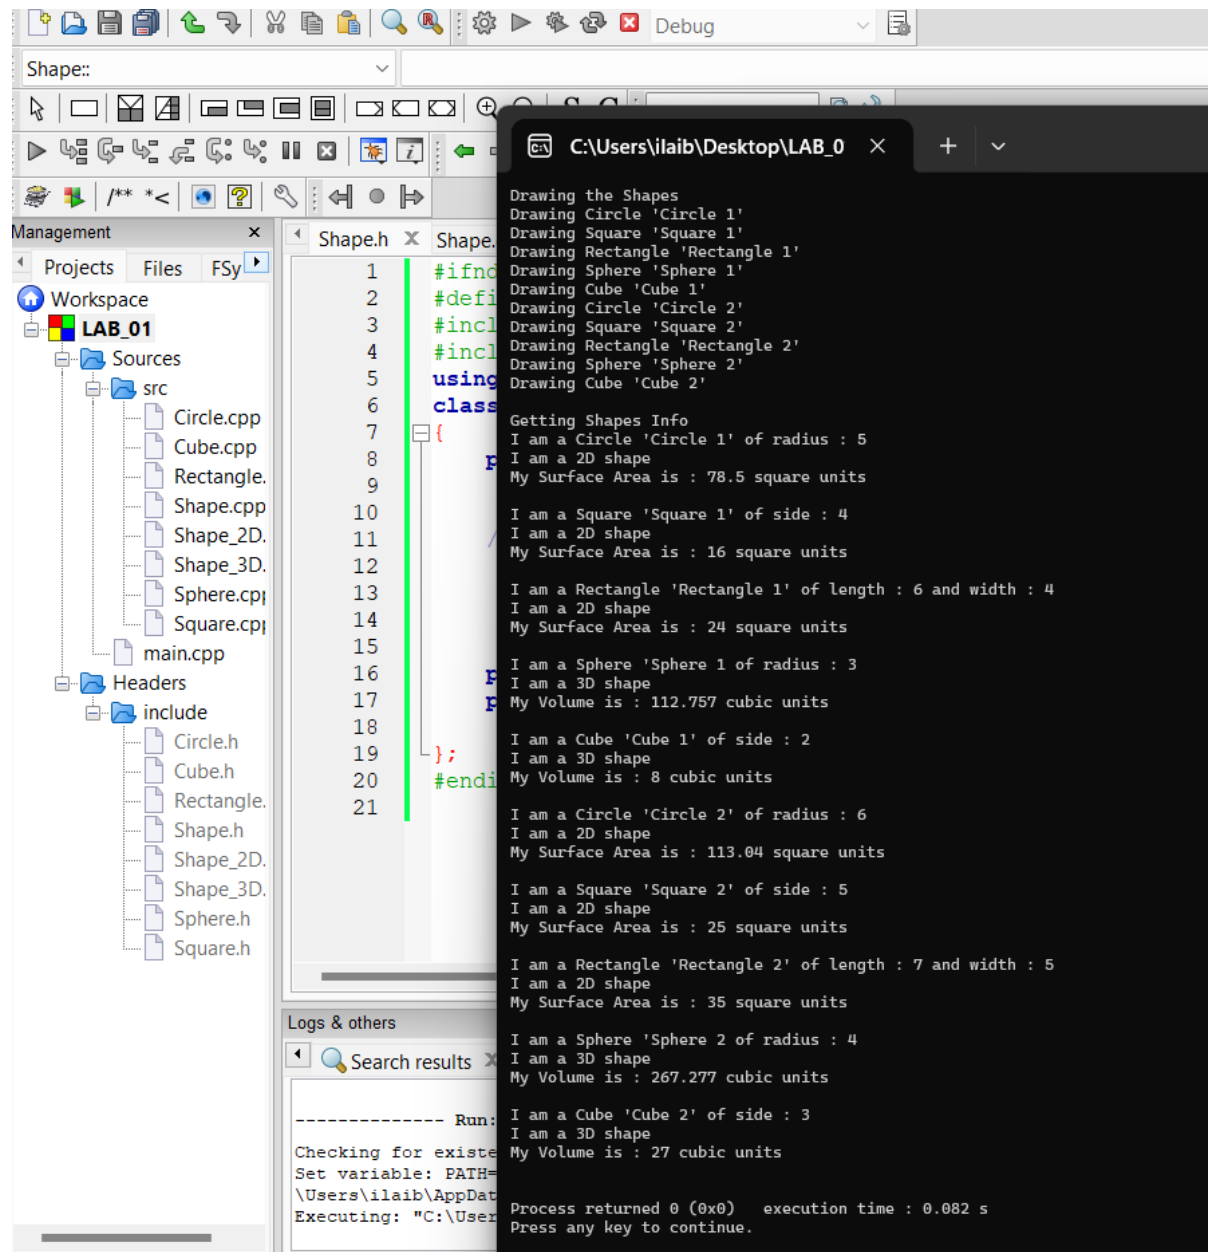 Debug
Shape::
C:\Users\ilaib\Desktop\LAB_0
Management
Projects Files FSy
Workspace
LAB_01
Sources
src
Circle.cpp
Cube.cpp
Rectangle.
Shape.cpp
Shape_2D.
Shape_3D.
Sphere.cpp
Square.cpp
main.cpp
Headers
include
Circle.h
Cube.h
Rectangle.
Shape.h
Shape_2D.
Shape_3D.
Sphere.h
Square.h
Shape.h Shape.
1 #ifnd
2 #defi
3 #incl
4 #incl
5 using
6 class
7 {
8 p
9
10
11 /
12
13
14
15
16 p
17 p
18
19 };
20 #endi
21
Logs & others
Search results
-------------- Run:
Checking for existe
Set variable: PATH=
\Users\ilaib\AppDat
Executing: "C:\User
Drawing the Shapes
Drawing Circle 'Circle 1'
Drawing Square 'Square 1'
Drawing Rectangle 'Rectangle 1'
Drawing Sphere 'Sphere 1'
Drawing Cube 'Cube 1'
Drawing Circle 'Circle 2'
Drawing Square 'Square 2'
Drawing Rectangle 'Rectangle 2'
Drawing Sphere 'Sphere 2'
Drawing Cube 'Cube 2'
Getting Shapes Info
I am a Circle 'Circle 1' of radius : 5
I am a 2D shape
My Surface Area is : 78.5 square units
I am a Square 'Square 1' of side : 4
I am a 2D shape
My Surface Area is : 16 square units
I am a Rectangle 'Rectangle 1' of length : 6 and width : 4
I am a 2D shape
My Surface Area is : 24 square units
I am a Sphere 'Sphere 1 of radius : 3
I am a 3D shape
My Volume is : 112.757 cubic units
I am a Cube 'Cube 1' of side : 2
I am a 3D shape
My Volume is : 8 cubic units
I am a Circle 'Circle 2' of radius : 6
I am a 2D shape
My Surface Area is : 113.04 square units
I am a Square 'Square 2' of side : 5
I am a 2D shape
My Surface Area is : 25 square units
I am a Rectangle 'Rectangle 2' of length : 7 and width : 5
I am a 2D shape
My Surface Area is : 35 square units
I am a Sphere 'Sphere 2 of radius : 4
I am a 3D shape
My Volume is : 267.277 cubic units
I am a Cube 'Cube 2' of side : 3
I am a 3D shape
My Volume is : 27 cubic units
Process returned 0 (0x0) execution time : 0.082 s
Press any key to continue.